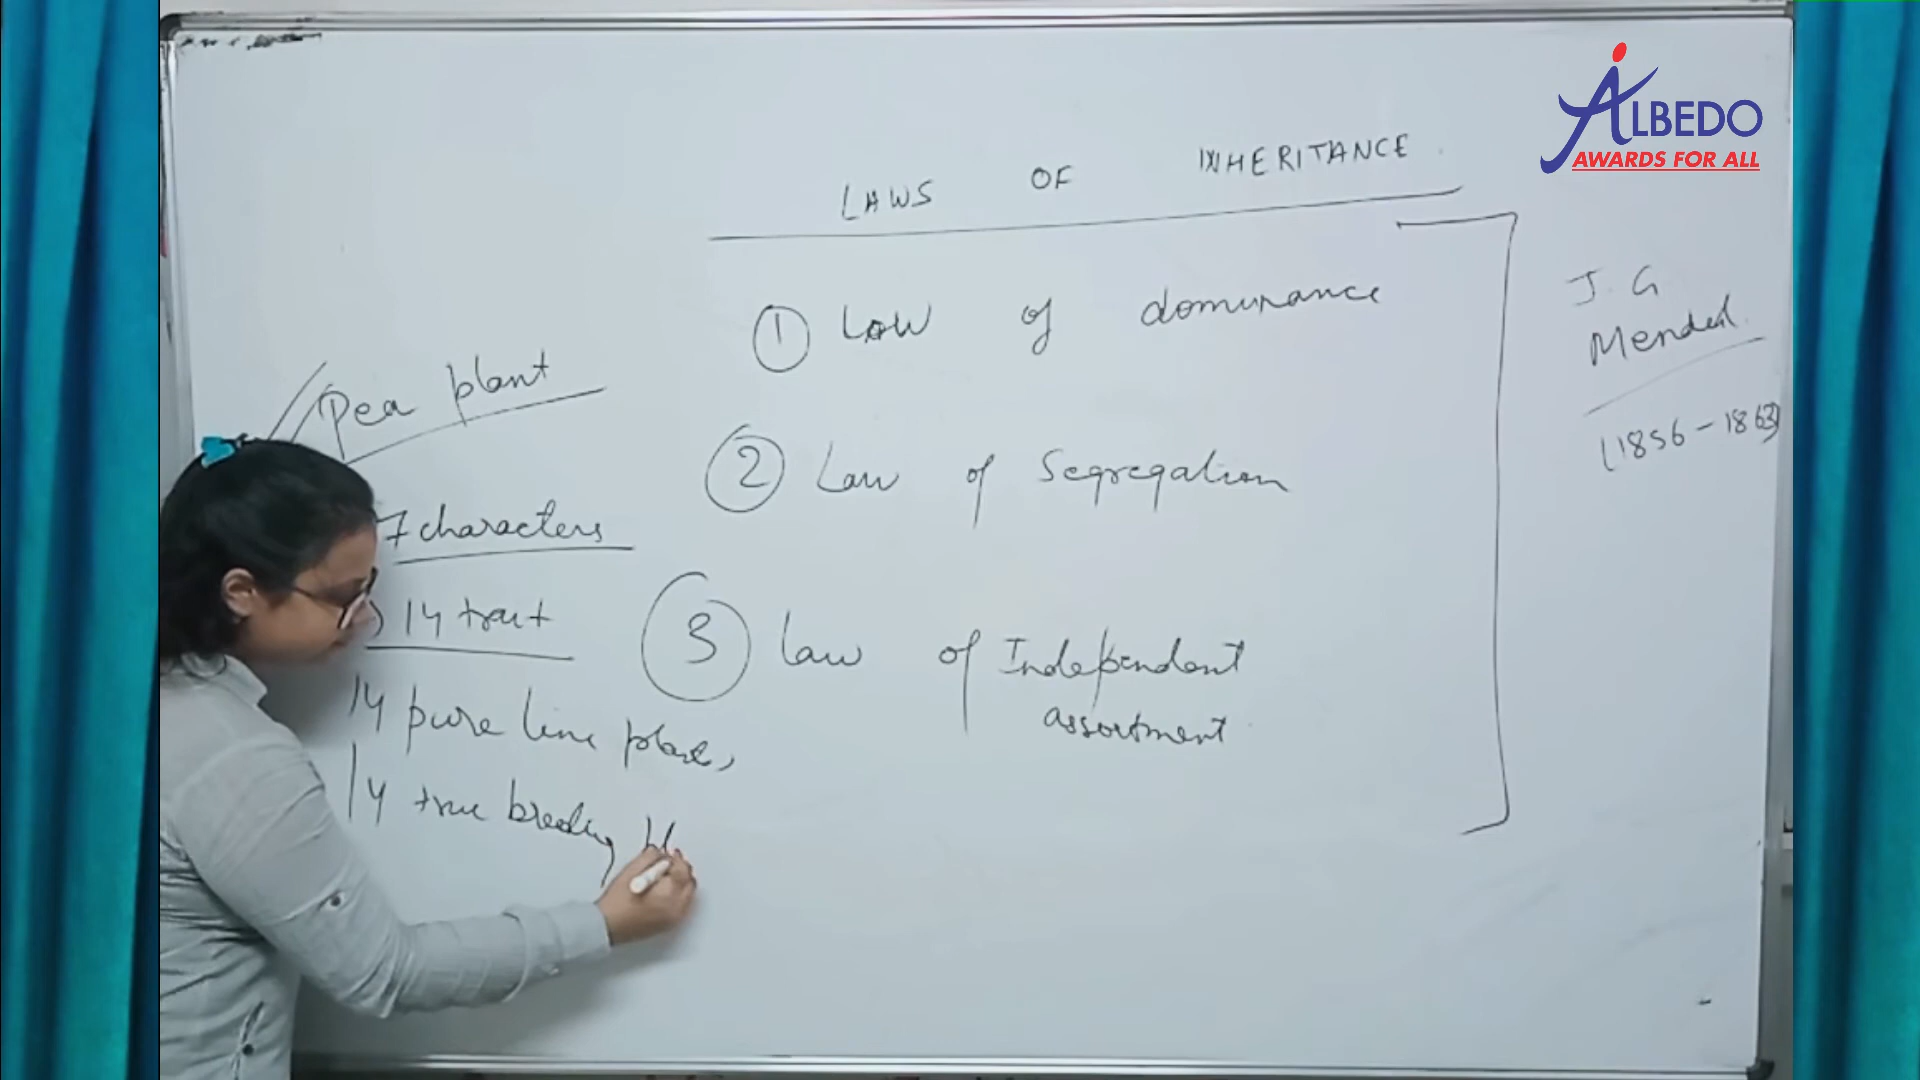 ALBEDO
AWARDS FOR ALL
LAWS OF INHERITANCE
① Law of dominance
② Law of Segregation
③ Law of Independent
assortment
J. G
Mendel
(1856-1863)
Pea plant
7 characters
14 trait
14 pure line
14 true breeding